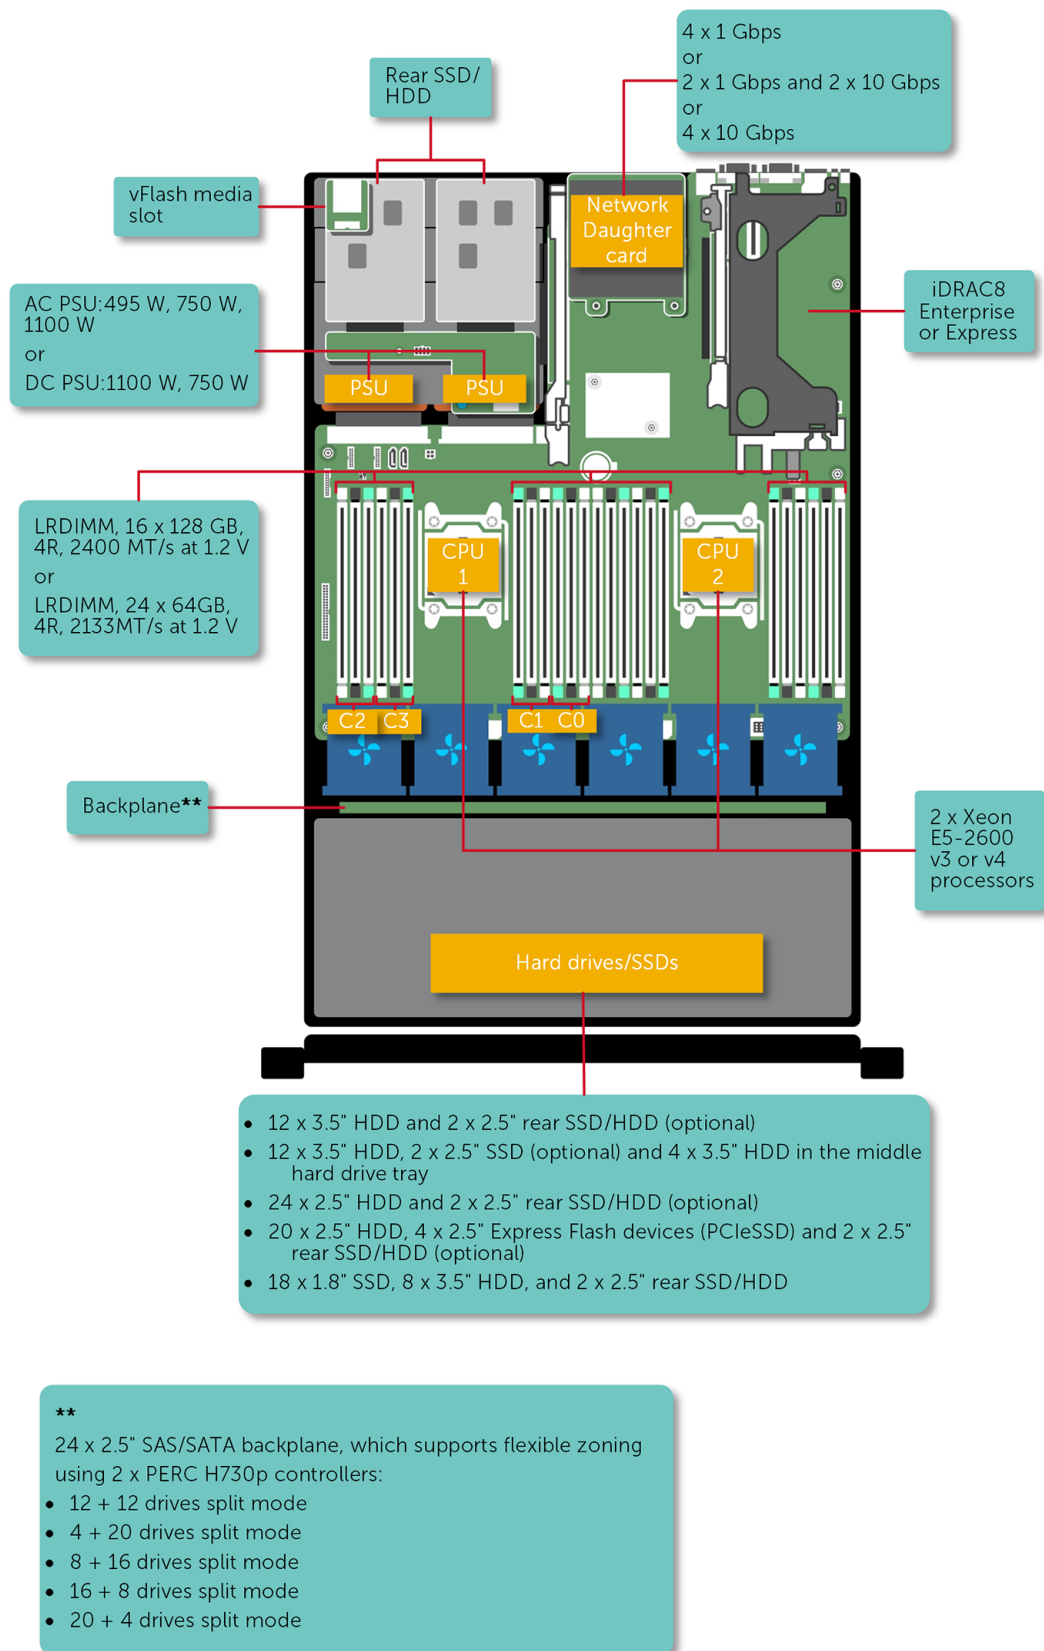 4 x 1 Gbps
or
2 x 1 Gbps and 2 x 10 Gbps
or
4 x 10 Gbps
Rear SSD/
HDD
vFlash media
slot
Network
Daughter
card
AC PSU:495 W, 750 W,
1100 W
or
DC PSU:1100 W, 750 W
iDRAC8
Enterprise
or Express
PSU
PSU
LRDIMM, 16 x 128 GB,
4R, 2400 MT/s at 1.2 V
or
LRDIMM, 24 x 64GB,
4R, 2133MT/s at 1.2 V
CPU
1
CPU
2
C2
C3
C1
C0
Backplane**
2 x Xeon
E5-2600
v3 or v4
processors
Hard drives/SSDs
• 12 x 3.5" HDD and 2 x 2.5" rear SSD/HDD (optional)
• 12 x 3.5" HDD, 2 x 2.5" SSD (optional) and 4 x 3.5" HDD in the middle
hard drive tray
• 24 x 2.5" HDD and 2 x 2.5" rear SSD/HDD (optional)
• 20 x 2.5" HDD, 4 x 2.5" Express Flash devices (PCIeSSD) and 2 x 2.5"
rear SSD/HDD (optional)
• 18 x 1.8" SSD, 8 x 3.5" HDD, and 2 x 2.5" rear SSD/HDD
**
24 x 2.5" SAS/SATA backplane, which supports flexible zoning
using 2 x PERC H730p controllers:
• 12 + 12 drives split mode
• 4 + 20 drives split mode
• 8 + 16 drives split mode
• 16 + 8 drives split mode
• 20 + 4 drives split mode